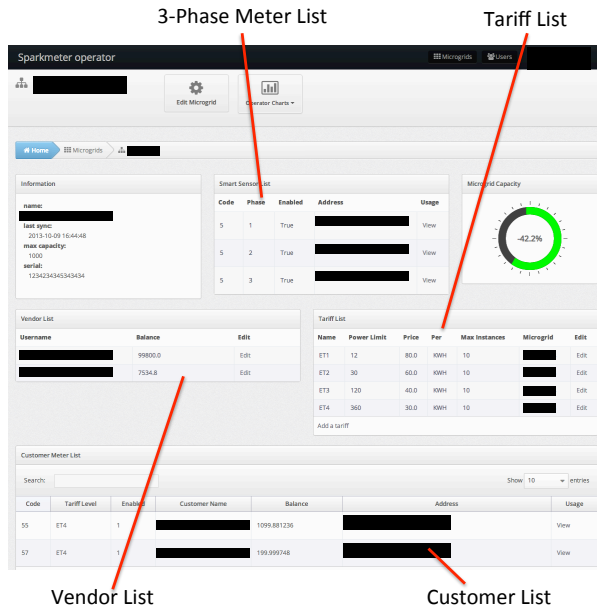 3-Phase Meter List
Tariff List
Sparkmeter operator
Microgrids
Users
Edit Microgrid
Operator Charts
Home
Microgrids
Information
name:
last sync:
2013-10-09 16:44:48
max capacity:
1000
serial:
1234234345343434
Smart Sensor List
Code Phase Enabled Address Usage
5 1 True View
5 2 True View
5 3 True View
Microgrid Capacity
-42.2%
Vendor List
Username Balance Edit
99800.0 Edit
7534.8 Edit
Tariff List
Name Power Limit Price Per Max Instances Microgrid Edit
ET1 12 80.0 KWH 10 Edit
ET2 30 60.0 KWH 10 Edit
ET3 120 40.0 KWH 10 Edit
ET4 360 30.0 KWH 10 Edit
Add a tariff
Customer Meter List
Search:
Show 10 entries
Code Tariff Level Enabled Customer Name Balance Address Usage
55 ET4 1 1099.881236 View
57 ET4 1 199.999748 View
Vendor List
Customer List